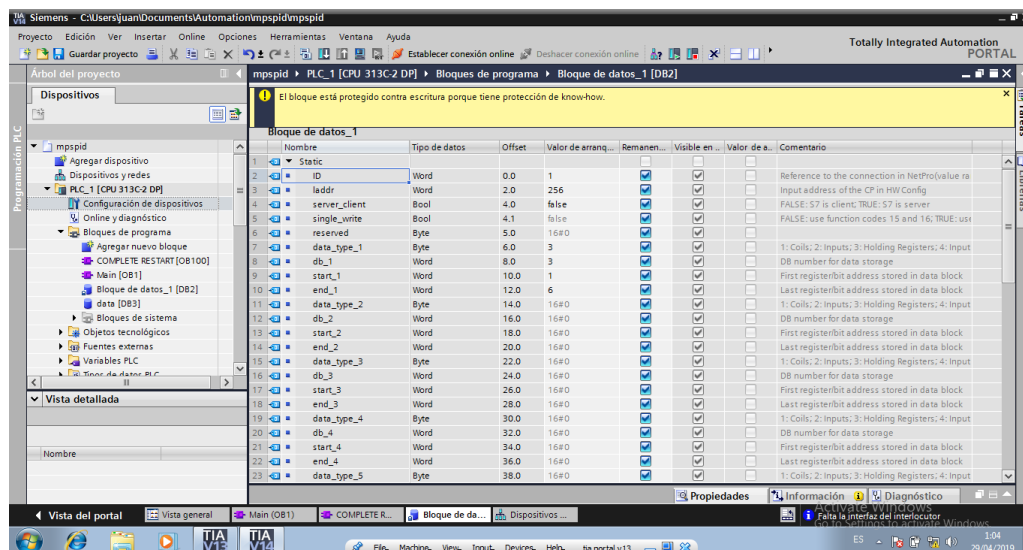 Siemens - C:\Users\juan\Documents\Automation\mpspid\mpspid
Proyecto Edición Ver Insertar Online Opciones Herramientas Ventana Ayuda
Guardar proyecto Establecer conexión online Deshacer conexión online
Totally Integrated Automation
PORTAL
Árbol del proyecto
mpspid PLC_1 [CPU 313C-2 DP] Bloques de programa Bloque de datos_1 [DB2]
Dispositivos
El bloque está protegido contra escritura porque tiene protección de know-how.
Programación PLC
mpspid
Agregar dispositivo
Dispositivos y redes
PLC_1 [CPU 313C-2 DP]
Configuración de dispositivos
Online y diagnóstico
Bloques de programa
Agregar nuevo bloque
COMPLETE RESTART [OB100]
Main [OB1]
Bloque de datos_1 [DB2]
data [DB3]
Bloques de sistema
Objetos tecnológicos
Fuentes externas
Variables PLC
Tipos de datos PLC
Vista detallada
Nombre
Bloque de datos_1
Nombre Tipo de datos Offset Valor de arranq... Remanen... Visible en .. Valor de a.. Comentario
1 Static
2 ID Word 0.0 1 Reference to the connection in NetPro(value ra
3 laddr Word 2.0 256 Input address of the CP in HW Config
4 server_client Bool 4.0 false FALSE: S7 is client; TRUE: S7 is server
5 single_write Bool 4.1 false FALSE: use function codes 15 and 16; TRUE: use
6 reserved Byte 5.0 16#0
7 data_type_1 Byte 6.0 3 1: Coils; 2: Inputs; 3: Holding Registers; 4: Input
8 db_1 Word 8.0 3 DB number for data storage
9 start_1 Word 10.0 1 First register/bit address stored in data block
10 end_1 Word 12.0 6 Last register/bit address stored in data block
11 data_type_2 Byte 14.0 16#0 1: Coils; 2: Inputs; 3: Holding Registers; 4: Input
12 db_2 Word 16.0 16#0 DB number for data storage
13 start_2 Word 18.0 16#0 First register/bit address stored in data block
14 end_2 Word 20.0 16#0 Last register/bit address stored in data block
15 data_type_3 Byte 22.0 16#0 1: Coils; 2: Inputs; 3: Holding Registers; 4: Input
16 db_3 Word 24.0 16#0 DB number for data storage
17 start_3 Word 26.0 16#0 First register/bit address stored in data block
18 end_3 Word 28.0 16#0 Last register/bit address stored in data block
19 data_type_4 Byte 30.0 16#0 1: Coils; 2: Inputs; 3: Holding Registers; 4: Input
20 db_4 Word 32.0 16#0 DB number for data storage
21 start_4 Word 34.0 16#0 First register/bit address stored in data block
22 end_4 Word 36.0 16#0 Last register/bit address stored in data block
23 data_type_5 Byte 38.0 16#0 1: Coils; 2: Inputs; 3: Holding Registers; 4: Input
Propiedades Información Diagnóstico
Vista del portal Vista general Main (OB1) COMPLETE R... Bloque de da... Dispositivos ... Falta la interfaz del interlocutor
Activate Windows
Go to Settings to activate Windows.
TIA V13 TIA V14
File Machine View Input Devices Help tia portal v13
ES 1:04
29/04/2019